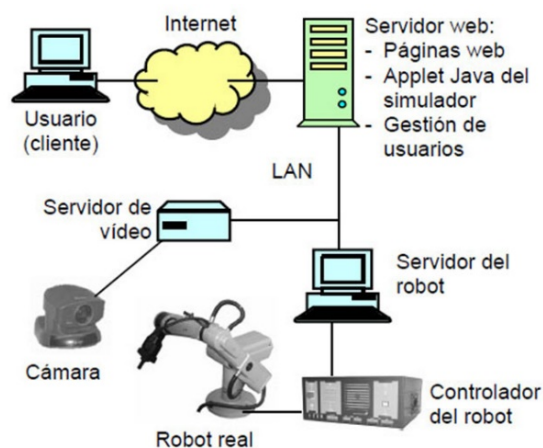 Internet
Servidor web:
- Páginas web
- Applet Java del
simulador
- Gestión de
usuarios
Usuario
(cliente)
LAN
Servidor de
vídeo
Servidor del
robot
Cámara
Controlador
del robot
Robot real